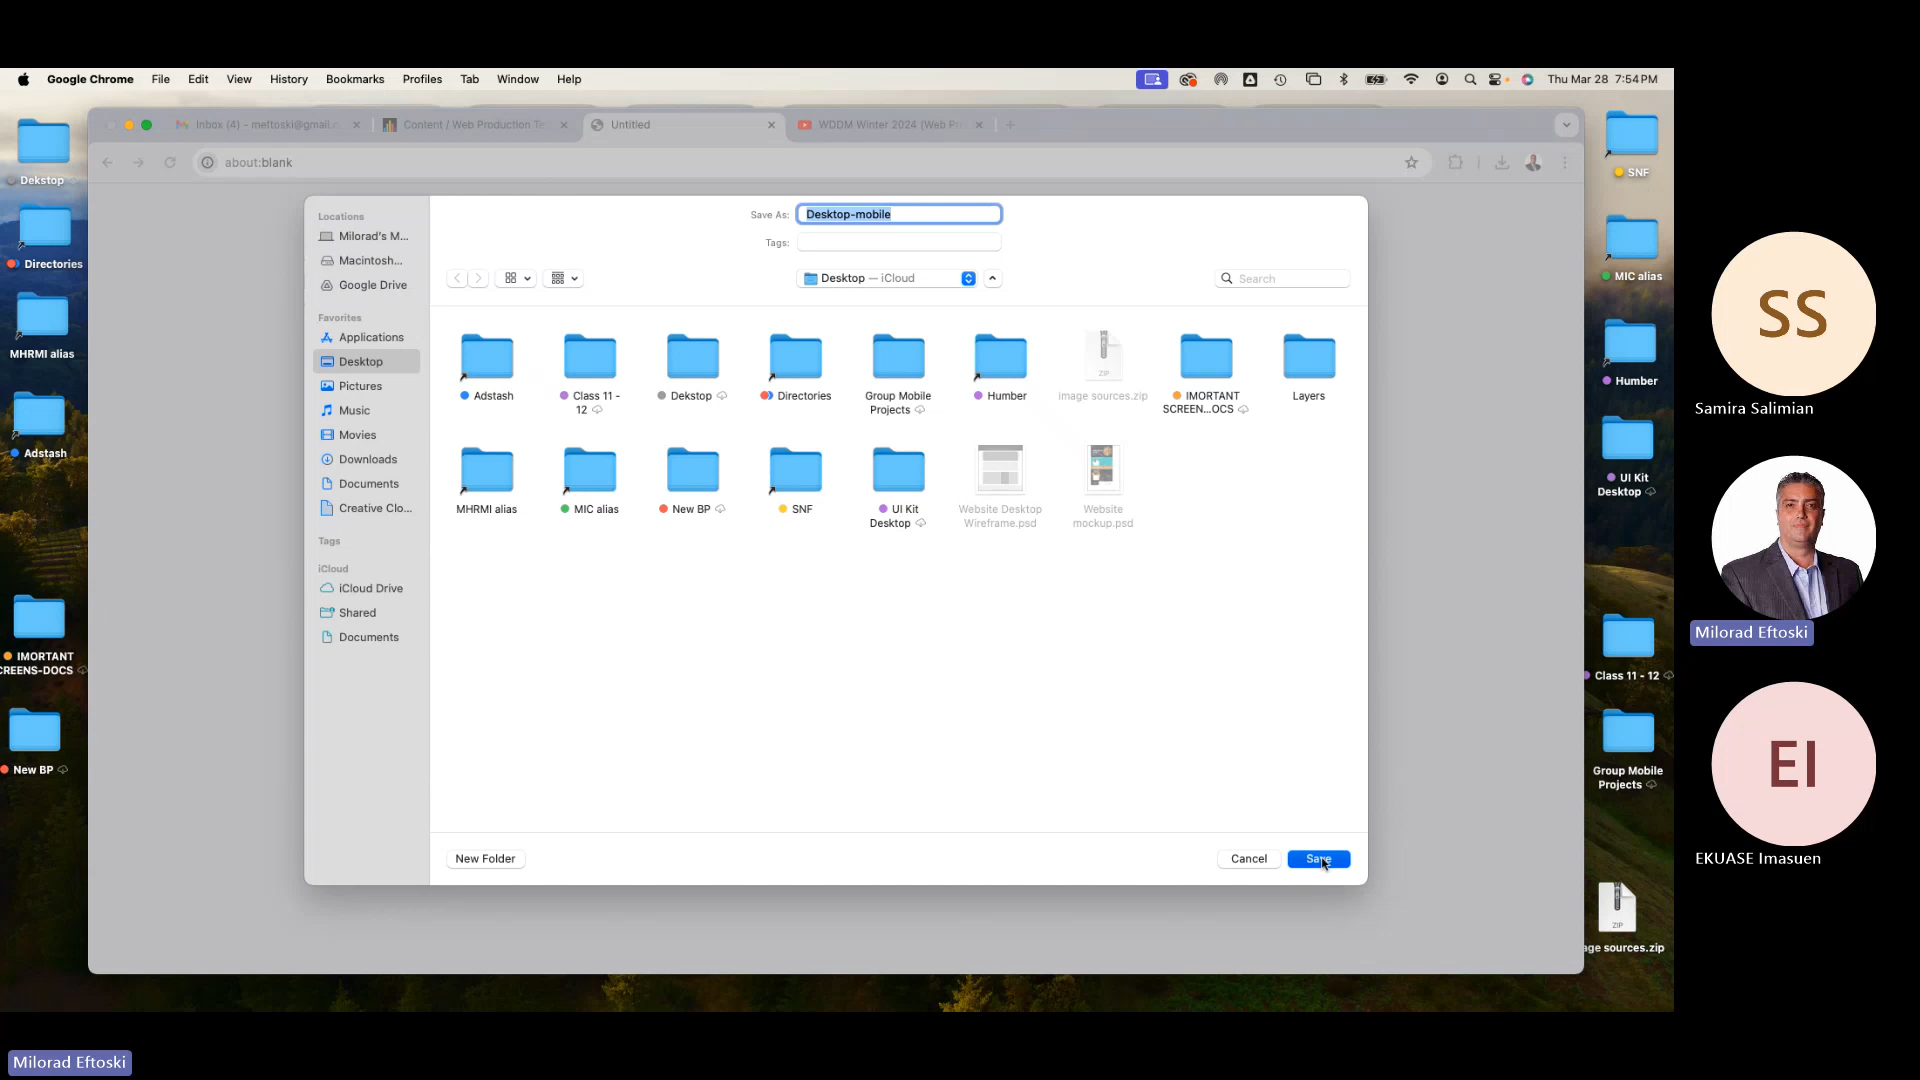 Google Chrome File Edit View History Bookmarks Profiles Tab Window Help
Thu Mar 28 7:54 PM
Inbox (4) - mettoski@gmail.
Content / Web Production Te
Untitled
WDDM Winter 2024 (Web Pr
about:blank
Dekstop
Directories
MHRMI alias
Adstash
IMORTANT
CREENS-DOCS
New BP
Locations
Milorad's M...
Macintosh...
Google Drive
Favorites
Applications
Desktop
Pictures
Music
Movies
Downloads
Documents
Creative Clo...
Tags
iCloud
iCloud Drive
Shared
Documents
Save As: Desktop-mobile
Tags:
Desktop — iCloud
Search
Adstash
Class 11 -
12
Dekstop
Directories
Group Mobile
Projects
Humber
ZIP
Image sources.zip
IMORTANT
SCREEN...OCS
Layers
MHRMI alias
MIC alias
New BP
SNF
UI Kit
Desktop
Website Desktop
Wireframe.psd
Website
mockup.psd
New Folder
Cancel
Save
SNF
MIC alias
Humber
UI Kit
Desktop
Class 11 - 12
Group Mobile
Projects
ZIP
age sources.zip
SS
Samira Salimian
Milorad Eftoski
EI
EKUASE Imasuen
Milorad Eftoski